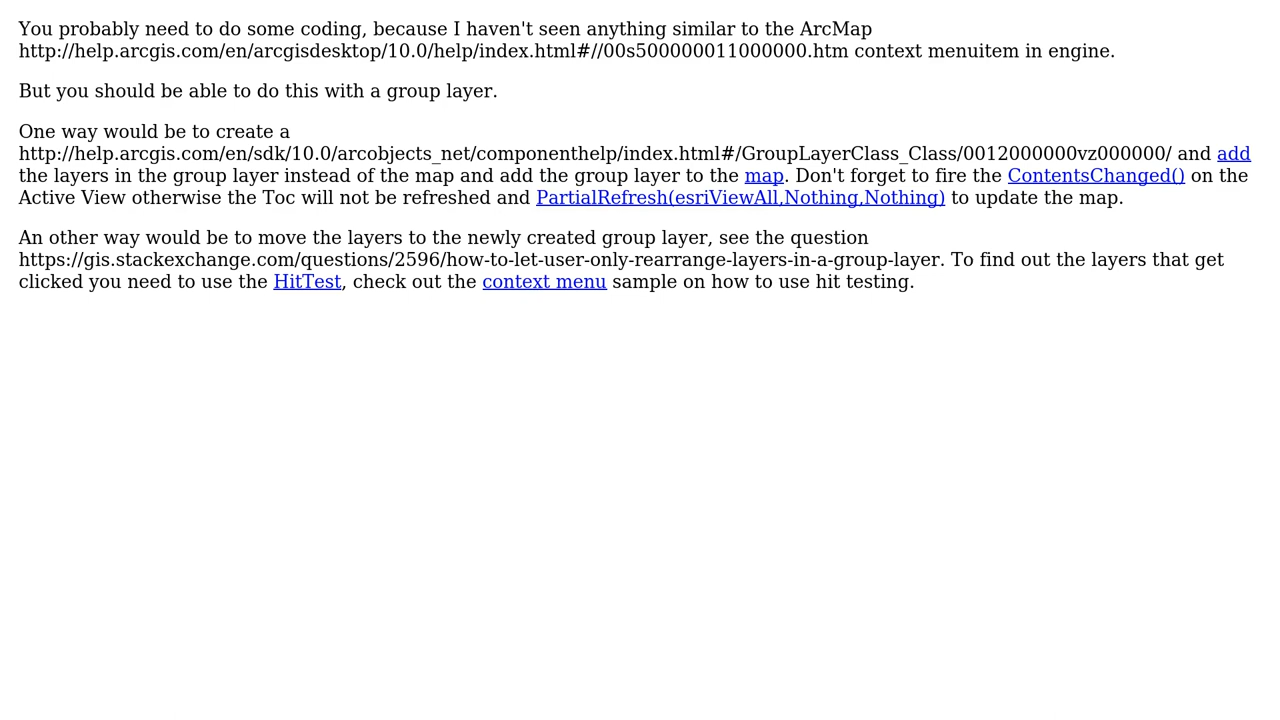 You probably need to do some coding, because I haven't seen anything similar to the ArcMap
http://help.arcgis.com/en/arcgisdesktop/10.0/help/index.html#//00s500000011000000.htm context menuitem in engine.
But you should be able to do this with a group layer.
One way would be to create a
http://help.arcgis.com/en/sdk/10.0/arcobjects_net/componenthelp/index.html#/GroupLayerClass_Class/0012000000vz000000/ and add
the layers in the group layer instead of the map and add the group layer to the map. Don't forget to fire the ContentsChanged() on the
Active View otherwise the Toc will not be refreshed and PartialRefresh(esriViewAll,Nothing,Nothing) to update the map.
An other way would be to move the layers to the newly created group layer, see the question
https://gis.stackexchange.com/questions/2596/how-to-let-user-only-rearrange-layers-in-a-group-layer. To find out the layers that get
clicked you need to use the HitTest, check out the context menu sample on how to use hit testing.